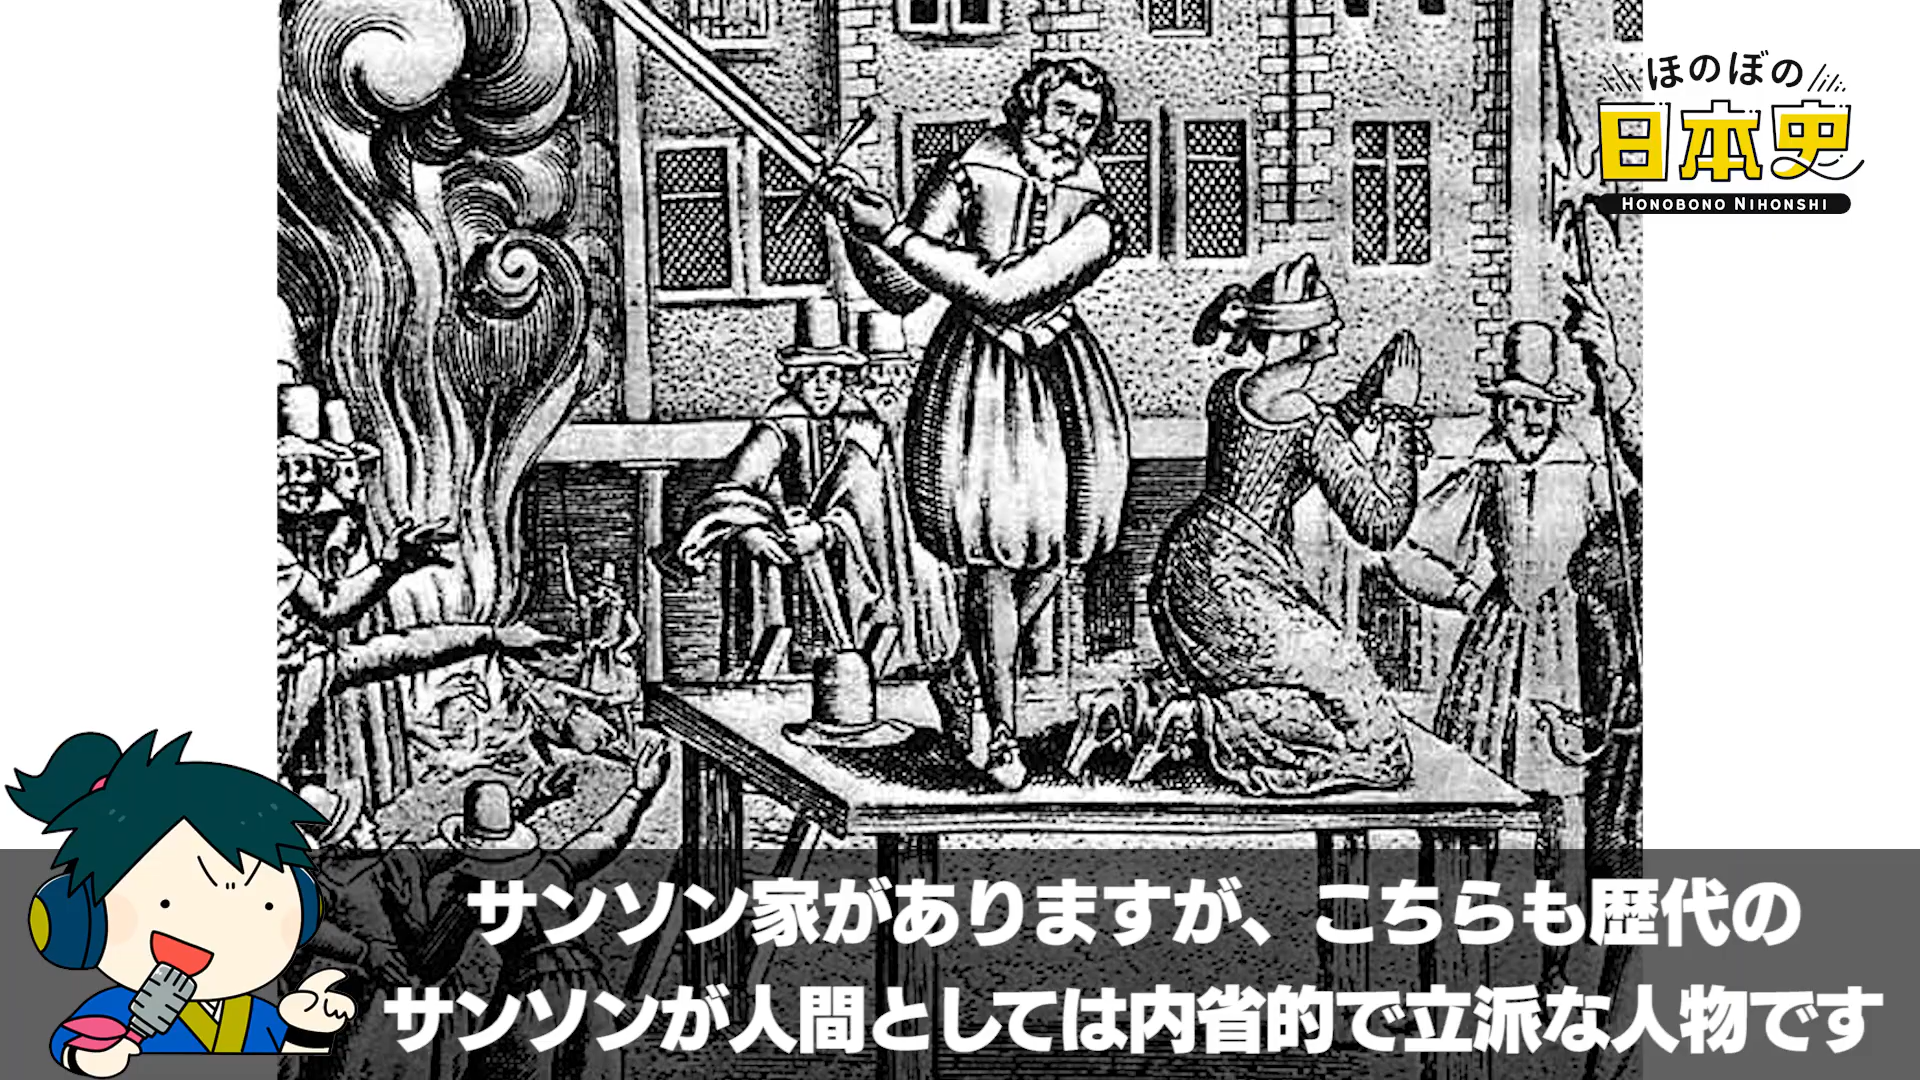 ほのぼの
日本史
HONOBONO NIHONSHI
サンソン家がありますが、こちらも歴代の
サンソンが人間としては内省的で立派な人物です